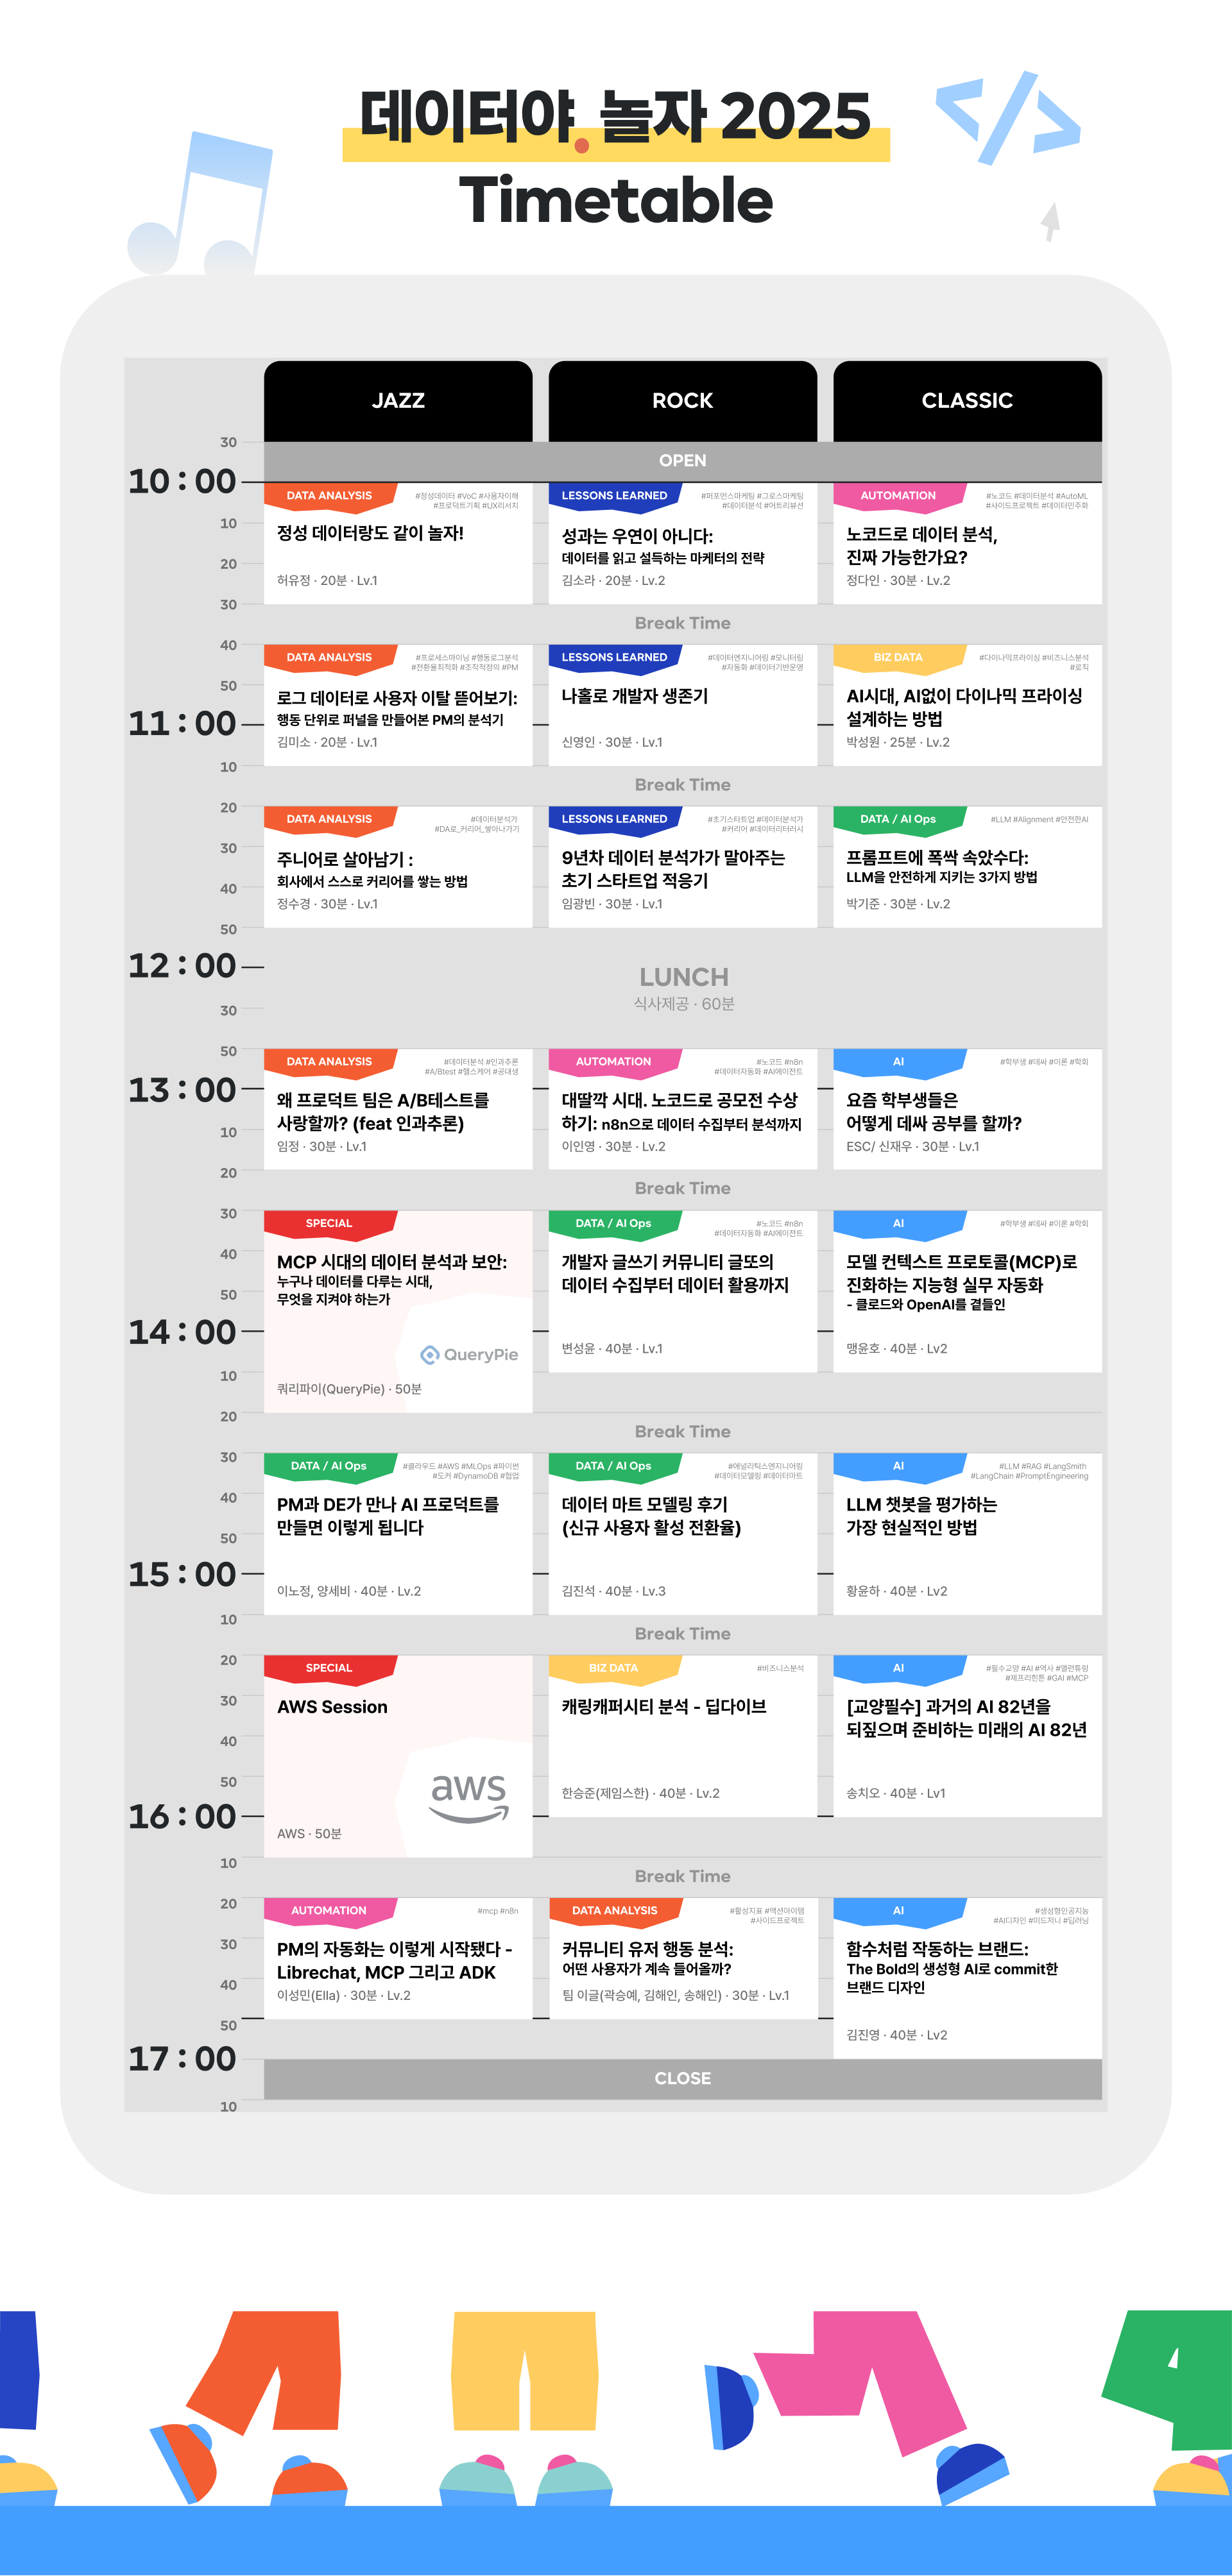 데이터야, 놀자 2025
Timetable
JAZZ
ROCK
CLASSIC
30
OPEN
10 : 00
DATA ANALYSIS
#정성데이터 #VoC #사용자이해
#프로덕트기획 #UX리서치
정성 데이터랑도 같이 놀자!
허유정 · 20분 · Lv.1
LESSONS LEARNED
#퍼포먼스마케팅 #그로스마케팅
#데이터분석 #어트리뷰션
성과는 우연이 아니다:
데이터를 읽고 설득하는 마케터의 전략
김소라 · 20분 · Lv.2
AUTOMATION
#노코드 #데이터분석 #AutoML
#사이드프로젝트 #데이터민주화
노코드로 데이터 분석,
진짜 가능한가요?
정다인 · 30분 · Lv.2
10
20
30
Break Time
40
DATA ANALYSIS
#프로세스마이닝 #행동로그분석
#전환율최적화 #조작적정의 #PM
로그 데이터로 사용자 이탈 뜯어보기:
행동 단위로 퍼널을 만들어본 PM의 분석기
김미소 · 20분 · Lv.1
LESSONS LEARNED
#데이터엔지니어링 #모니터링
#자동화 #데이터기반운영
나홀로 개발자 생존기
신영인 · 30분 · Lv.1
BIZ DATA
#다이나믹프라이싱 #비즈니스분석
#로직
AI시대, AI없이 다이나믹 프라이싱
설계하는 방법
박성원 · 25분 · Lv.2
50
11 : 00
10
Break Time
20
DATA ANALYSIS
#데이터분석가
#DA로_커리어_쌓아나가기
주니어로 살아남기 :
회사에서 스스로 커리어를 쌓는 방법
정수경 · 30분 · Lv.1
LESSONS LEARNED
#초기스타트업 #데이터분석가
#커리어 #데이터리터러시
9년차 데이터 분석가가 말아주는
초기 스타트업 적응기
임광빈 · 30분 · Lv.1
DATA / AI Ops
#LLM #Alignment #안전한AI
프롬프트에 폭싹 속았수다:
LLM을 안전하게 지키는 3가지 방법
박기준 · 30분 · Lv.2
30
40
50
12 : 00
LUNCH
식사제공 · 60분
30
50
DATA ANALYSIS
#데이터분석 #인과추론
#A/Btest #헬스케어 #공대생
왜 프로덕트 팀은 A/B테스트를
사랑할까? (feat 인과추론)
임정 · 30분 · Lv.1
AUTOMATION
#노코드 #n8n
#데이터자동화 #AI에이전트
대딸깍 시대. 노코드로 공모전 수상
하기: n8n으로 데이터 수집부터 분석까지
이인영 · 30분 · Lv.2
AI
#학부생 #데싸 #이론 #학회
요즘 학부생들은
어떻게 데싸 공부를 할까?
ESC/ 신재우 · 30분 · Lv.1
13 : 00
10
20
Break Time
30
SPECIAL
MCP 시대의 데이터 분석과 보안:
누구나 데이터를 다루는 시대,
무엇을 지켜야 하는가
QueryPie
쿼리파이(QueryPie) · 50분
DATA / AI Ops
#노코드 #n8n
#데이터자동화 #AI에이전트
개발자 글쓰기 커뮤니티 글또의
데이터 수집부터 데이터 활용까지
변성윤 · 40분 · Lv.1
AI
#학부생 #데싸 #이론 #학회
모델 컨텍스트 프로토콜(MCP)로
진화하는 지능형 실무 자동화
- 클로드와 OpenAI를 곁들인
맹윤호 · 40분 · Lv2
40
50
14 : 00
10
20
Break Time
30
DATA / AI Ops
#클라우드 #AWS #MLOps #파이썬
#도커 #DynamoDB #협업
PM과 DE가 만나 AI 프로덕트를
만들면 이렇게 됩니다
이노정, 양세비 · 40분 · Lv.2
DATA / AI Ops
#애널리틱스엔지니어링
#데이터모델링 #데이터마트
데이터 마트 모델링 후기
(신규 사용자 활성 전환율)
김진석 · 40분 · Lv.3
AI
#LLM #RAG #LangSmith
#LangChain #PromptEngineering
LLM 챗봇을 평가하는
가장 현실적인 방법
황윤하 · 40분 · Lv2
40
50
15 : 00
10
Break Time
20
SPECIAL
AWS Session
aws
AWS · 50분
BIZ DATA
#비즈니스분석
캐링캐퍼시티 분석 - 딥다이브
한승준(제임스한) · 40분 · Lv.2
AI
#필수교양 #AI #역사 #앨런튜링
#제프리힌튼 #GAI #MCP
[교양필수] 과거의 AI 82년을
되짚으며 준비하는 미래의 AI 82년
송치오 · 40분 · Lv1
30
40
50
16 : 00
10
Break Time
20
AUTOMATION
#mcp #n8n
PM의 자동화는 이렇게 시작됐다 -
Librechat, MCP 그리고 ADK
이성민(Ella) · 30분 · Lv.2
DATA ANALYSIS
#활성지표 #액션아이템
#사이드프로젝트
커뮤니티 유저 행동 분석:
어떤 사용자가 계속 들어올까?
팀 이글(곽승예, 김해인, 송해인) · 30분 · Lv.1
AI
#생성형인공지능
#AI디자인 #미드저니 #딥러닝
함수처럼 작동하는 브랜드:
The Bold의 생성형 AI로 commit한
브랜드 디자인
김진영 · 40분 · Lv2
30
40
50
17 : 00
CLOSE
10